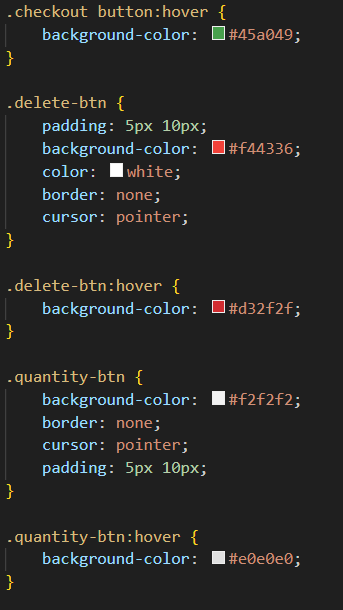 .checkout button:hover {
    background-color: #45a049;
}

.delete-btn {
    padding: 5px 10px;
    background-color: #f44336;
    color: white;
    border: none;
    cursor: pointer;
}

.delete-btn:hover {
    background-color: #d32f2f;
}

.quantity-btn {
    background-color: #f2f2f2;
    border: none;
    cursor: pointer;
    padding: 5px 10px;
}

.quantity-btn:hover {
    background-color: #e0e0e0;
}